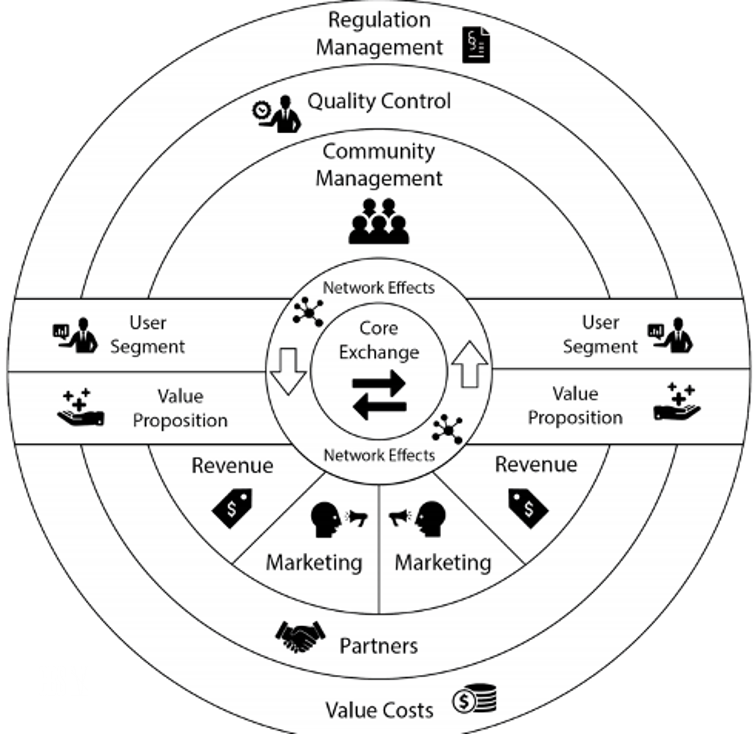 Regulation
Management
Quality Control
Community
Management
Network Effects
User
Segment
Core
Exchange
User
Segment
Value
Proposition
Value
Proposition
Network Effects
Revenue
$
Revenue
$
Marketing
Marketing
Partners
Value Costs
$